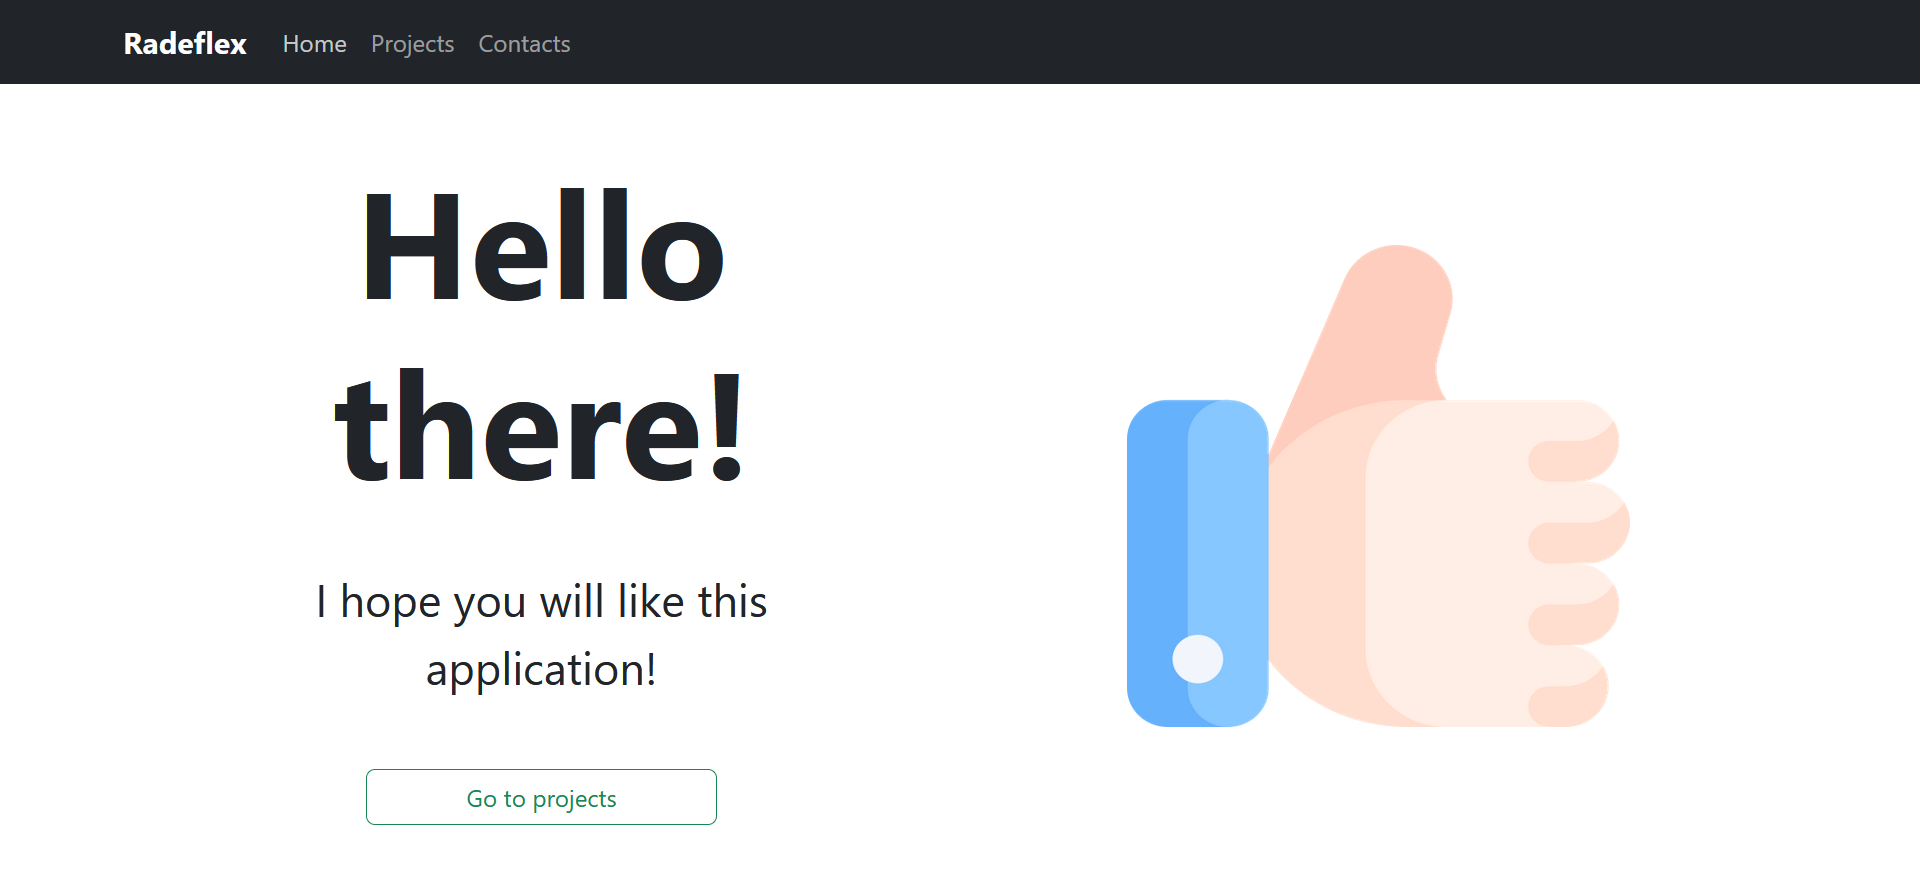 Radeflex Home Projects Contacts
Hello
there!
I hope you will like this
application!
Go to projects